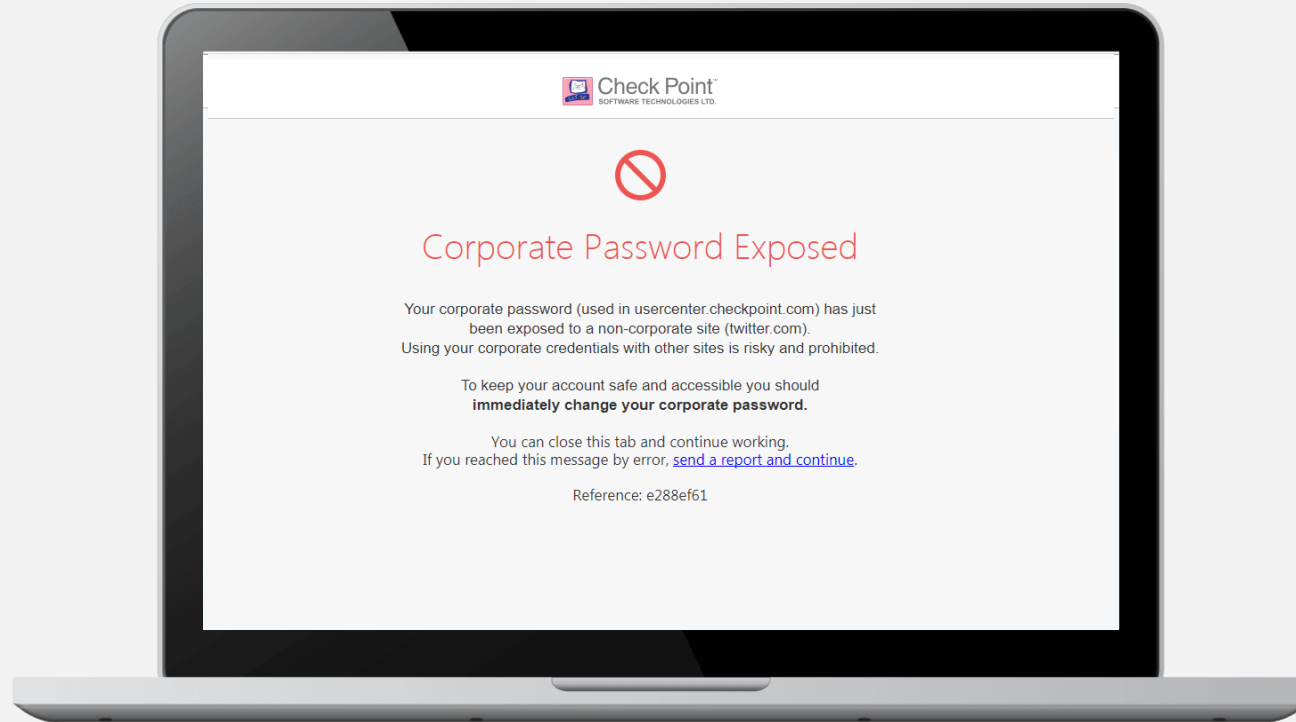 Check Point™
SOFTWARE TECHNOLOGIES LTD.
Corporate Password Exposed
Your corporate password (used in usercenter.checkpoint.com) has just
been exposed to a non-corporate site (twitter.com).
Using your corporate credentials with other sites is risky and prohibited.
To keep your account safe and accessible you should
immediately change your corporate password.
You can close this tab and continue working.
If you reached this message by error, send a report and continue.
Reference: e288ef61